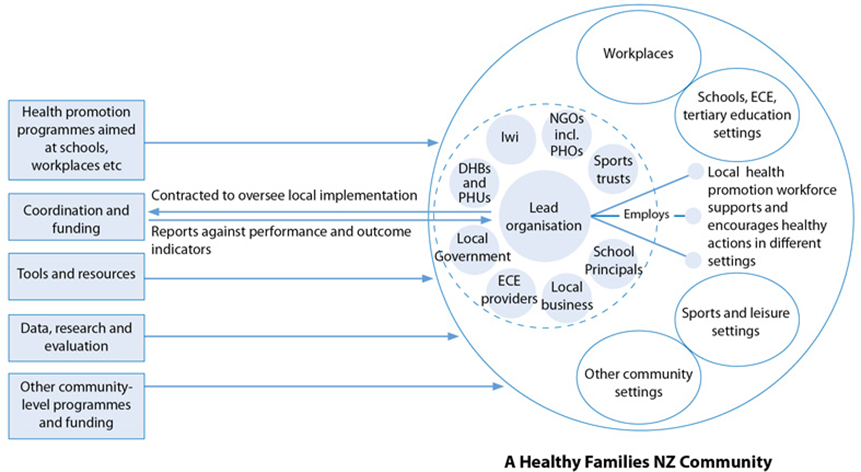 Health promotion
programmes aimed
at schools,
workplaces etc
Coordination and
funding
Tools and resources
Data, research and
evaluation
Other community-
level programmes
and funding
Contracted to oversee local implementation
Reports against performance and outcome
indicators
Iwi
NGOs
incl.
PHOs
Sports
trusts
DHBs
and
PHUs
Lead
organisation
Local
Government
ECE
providers
Local
business
School
Principals
Employs
Workplaces
Schools, ECE,
tertiary education
settings
Local health
promotion workforce
supports and
encourages healthy
actions in different
settings
Sports and leisure
settings
Other community
settings
A Healthy Families NZ Community